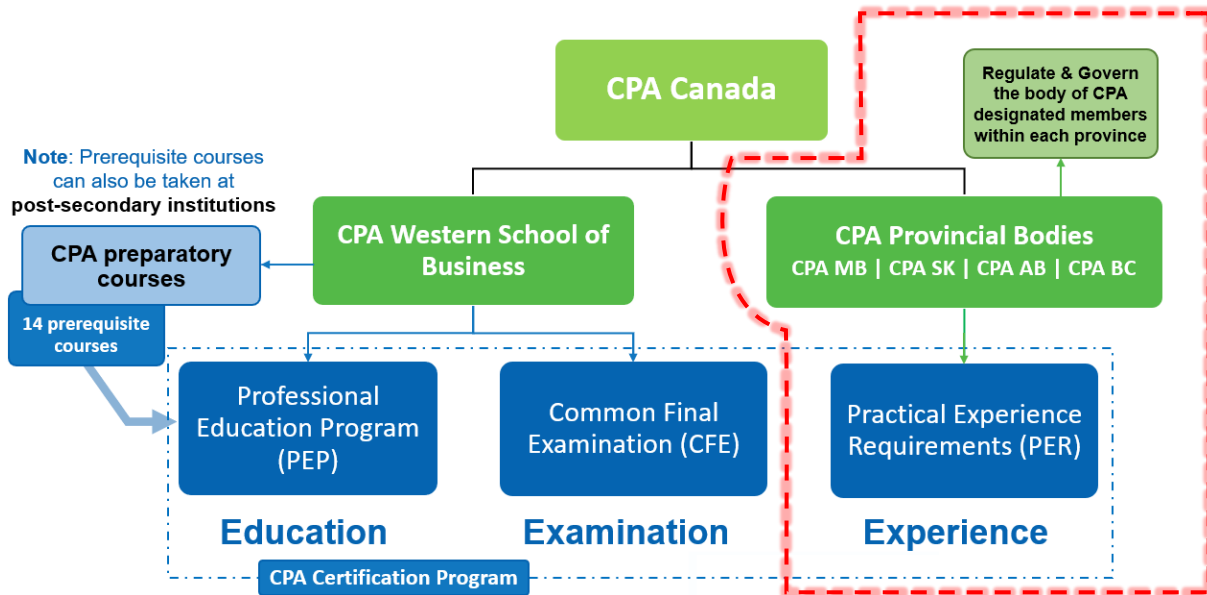 CPA Canada
Regulate & Govern
the body of CPA
designated members
within each province
Note: Prerequisite courses
can also be taken at
post-secondary institutions
CPA preparatory
courses
14 prerequisite
courses
CPA Western School of
Business
CPA Provincial Bodies
CPA MB | CPA SK | CPA AB | CPA BC
Professional
Education Program
(PEP)
Common Final
Examination (CFE)
Practical Experience
Requirements (PER)
Education
Examination
Experience
CPA Certification Program